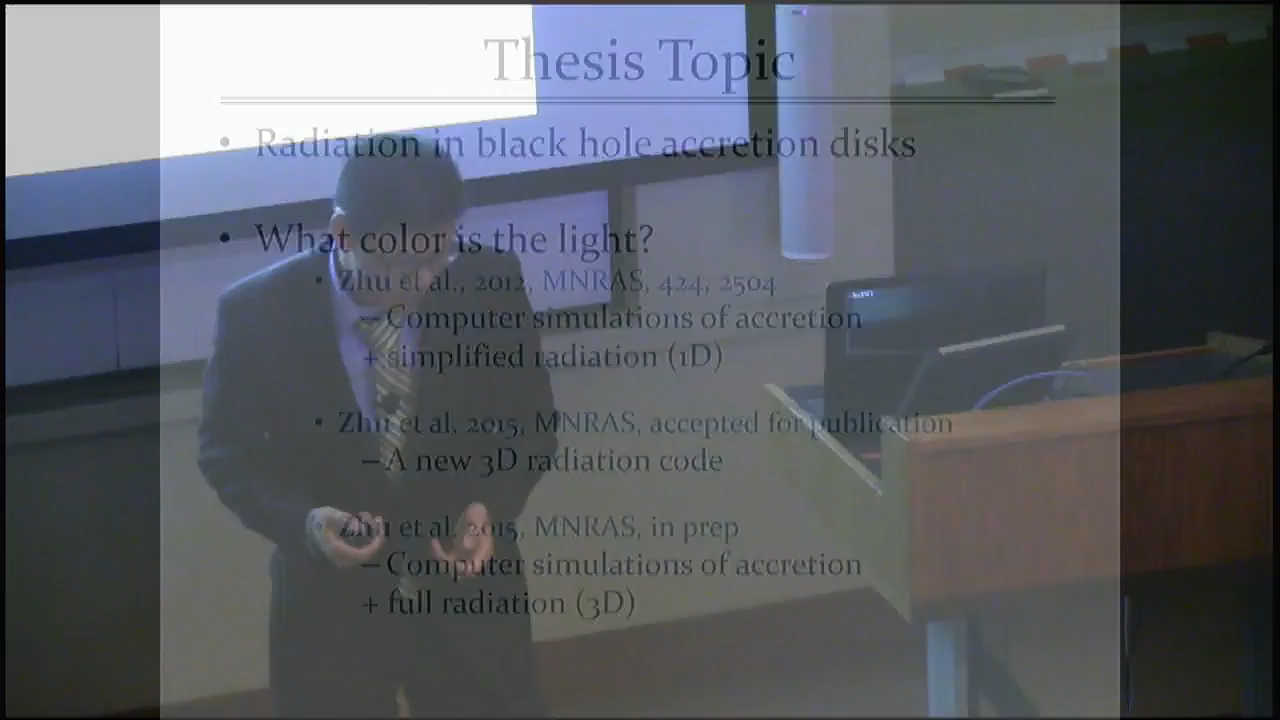 Thesis Topic
• Radiation in black hole accretion disks
• What color is the light?
• Zhu et al., 2012, MNRAS, 424, 2504
– Computer simulations of accretion
+ simplified radiation (1D)
• Zhu et al. 2015, MNRAS, accepted for publication
– A new 3D radiation code
• Zhu et al. 2015, MNRAS, in prep
– Computer simulations of accretion
+ full radiation (3D)